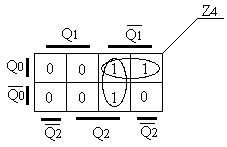 Z4
Q1 Q̅1̅
Q0 0 0 1 1
Q̅0̅ 0 0 1 0
Q̅2̅ Q2 Q̅2̅